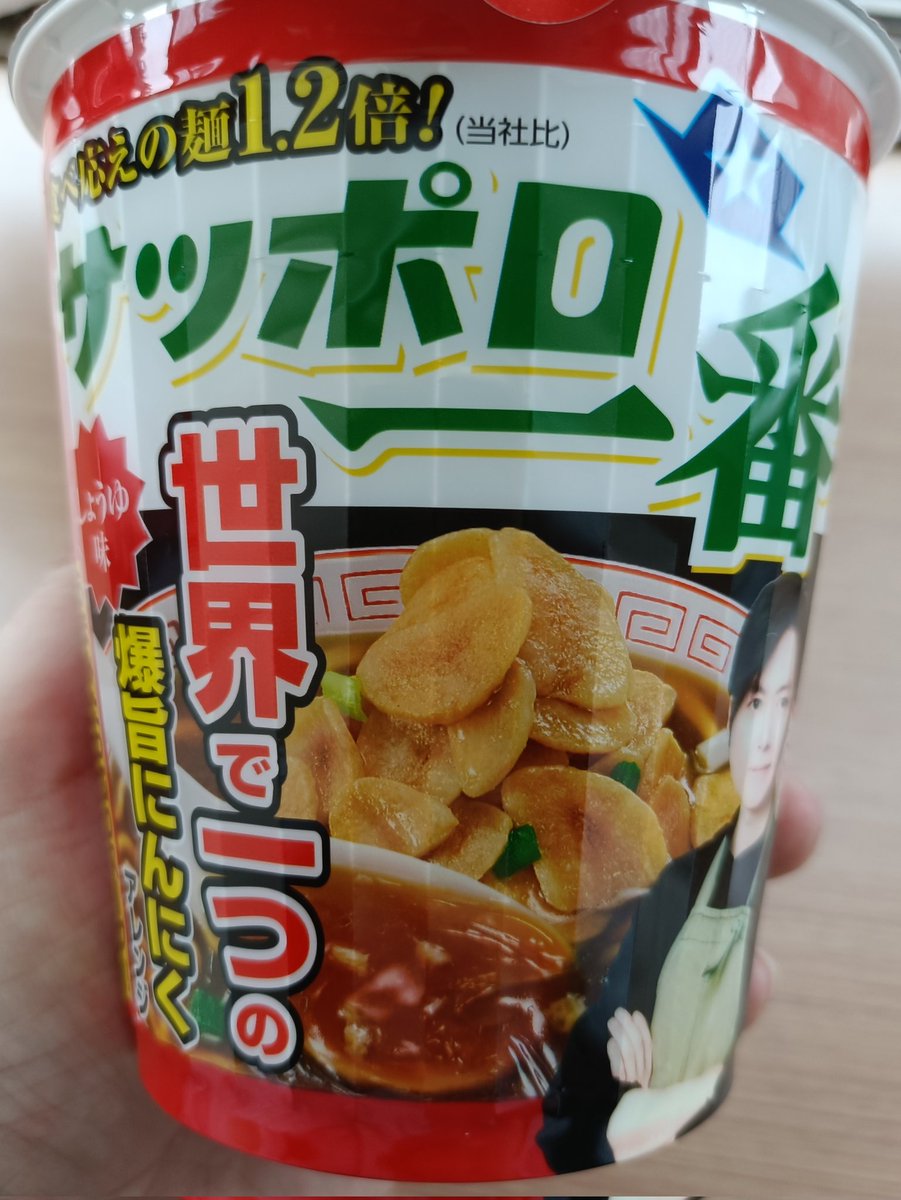 食べ応えの麺1.2倍!
(当社比)
サッポロ
一番
しょうゆ
味
世界で一つの
爆旨にんにく
アレンジ